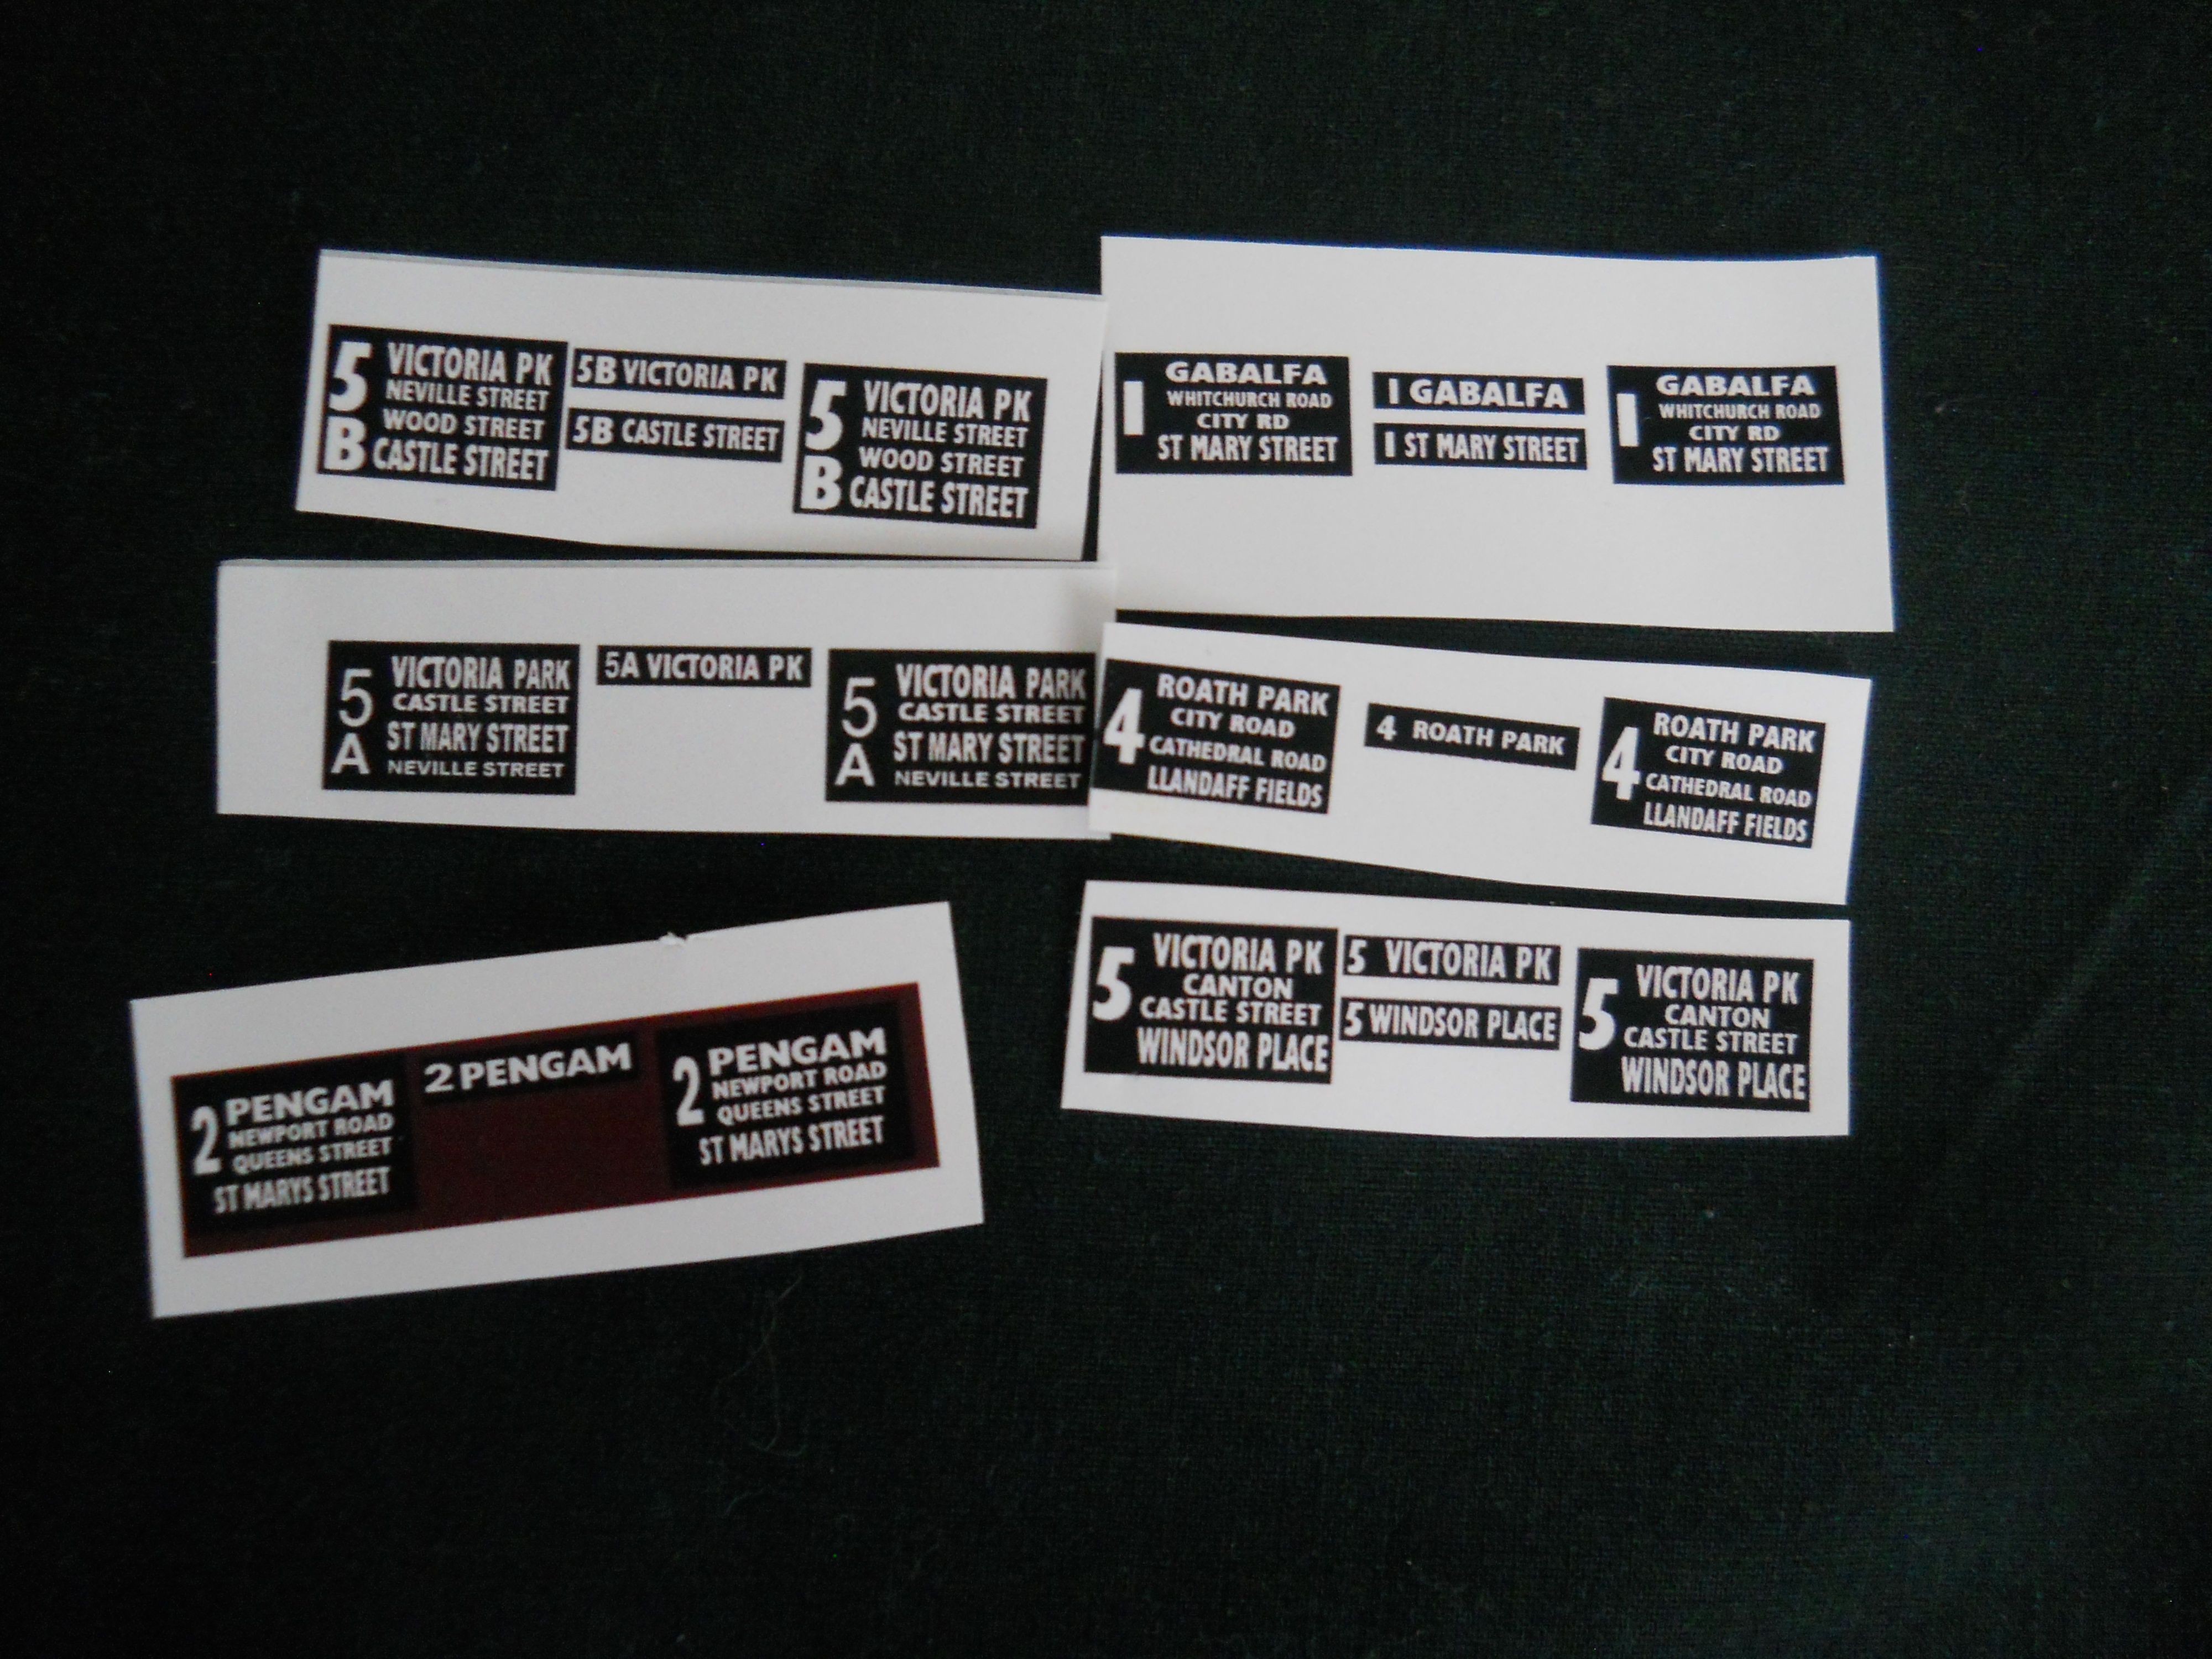 5
B
VICTORIA PK
NEVILLE STREET
WOOD STREET
CASTLE STREET
5B VICTORIA PK
5B CASTLE STREET
5
B
VICTORIA PK
NEVILLE STREET
WOOD STREET
CASTLE STREET
1
GABALFA
WHITCHURCH ROAD
CITY RD
ST MARY STREET
1 GABALFA
1 ST MARY STREET
1
GABALFA
WHITCHURCH ROAD
CITY RD
ST MARY STREET
5
A
VICTORIA PARK
CASTLE STREET
ST MARY STREET
NEVILLE STREET
5A VICTORIA PK
5
A
VICTORIA PARK
CASTLE STREET
ST MARY STREET
NEVILLE STREET
4
ROATH PARK
CITY ROAD
CATHEDRAL ROAD
LLANDAFF FIELDS
4 ROATH PARK
4
ROATH PARK
CITY ROAD
CATHEDRAL ROAD
LLANDAFF FIELDS
2
PENGAM
NEWPORT ROAD
QUEENS STREET
ST MARYS STREET
2 PENGAM
2
PENGAM
NEWPORT ROAD
QUEENS STREET
ST MARYS STREET
5
VICTORIA PK
CANTON
CASTLE STREET
WINDSOR PLACE
5 VICTORIA PK
5 WINDSOR PLACE
5
VICTORIA PK
CANTON
CASTLE STREET
WINDSOR PLACE